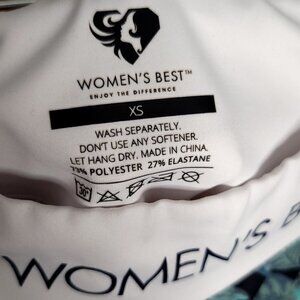 WOMEN'S BEST™
ENJOY THE DIFFERENCE
XS
WASH SEPARATELY.
DON'T USE ANY SOFTENER.
LET HANG DRY. MADE IN CHINA.
73% POLYESTER 27% ELASTANE
30°
WOMEN'S B